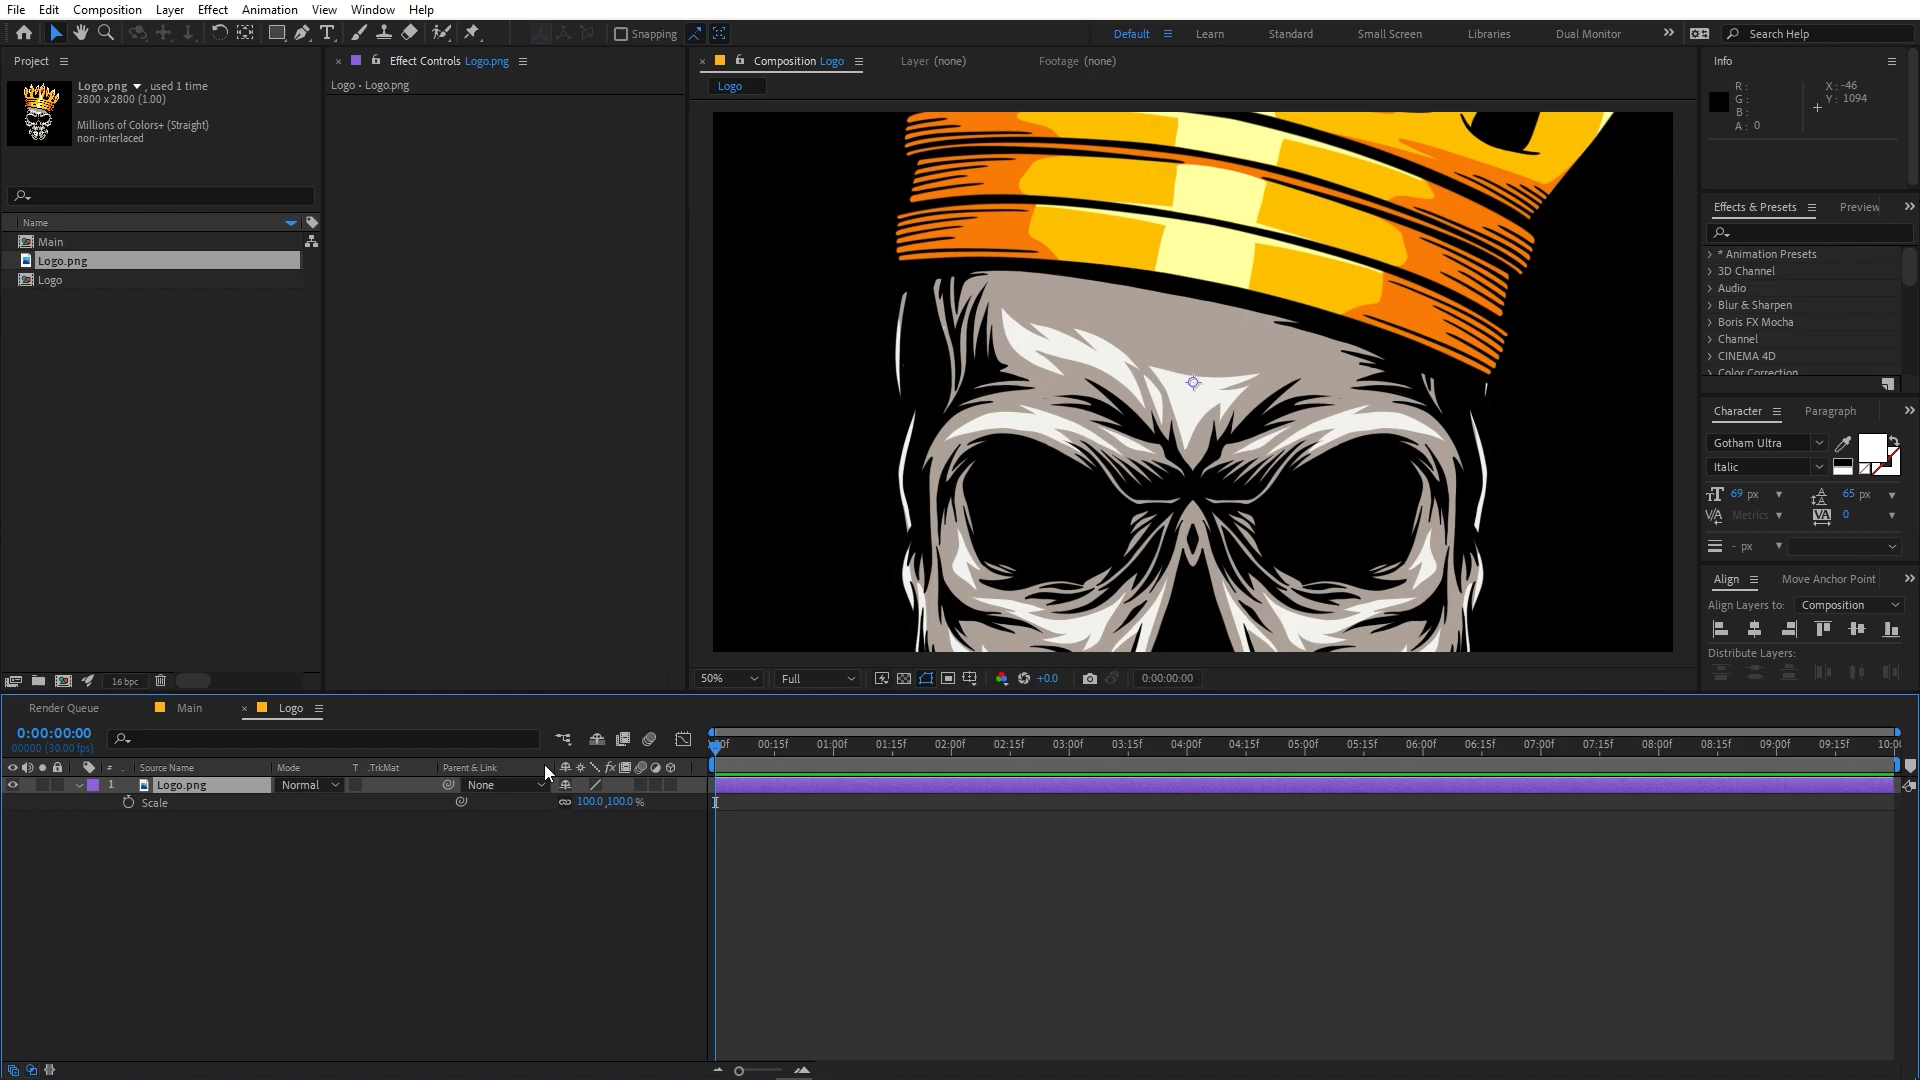 File Edit Composition Layer Effect Animation View Window Help
Snapping
Default Learn Standard Small Screen Libraries Dual Monitor Search Help
Project
Logo.png , used 1 time
2800 x 2800 (1.00)
Millions of Colors+ (Straight)
non-interlaced
Name
Main
Logo.png
Logo
16 bpc
Effect Controls Logo.png
Logo • Logo.png
Composition Logo
Layer (none)
Footage (none)
Logo
50%
Full
+0.0
0:00:00:00
Info
R :
G :
B :
A : 0
X : -46
Y : 1094
Effects & Presets
Preview
* Animation Presets
3D Channel
Audio
Blur & Sharpen
Boris FX Mocha
Channel
CINEMA 4D
Color Correction
Character
Paragraph
Gotham Ultra
Italic
69 px
65 px
Metrics
0
- px
Align
Move Anchor Point
Align Layers to: Composition
Distribute Layers:
Render Queue
Main
Logo
0:00:00:00
00000 (30.00 fps)
# Source Name Mode T .TrkMat Parent & Link
1 Logo.png Normal None
Scale 100.0 ,100.0 %
:00f 00:15f 01:00f 01:15f 02:00f 02:15f 03:00f 03:15f 04:00f 04:15f 05:00f 05:15f 06:00f 06:15f 07:00f 07:15f 08:00f 08:15f 09:00f 09:15f 10:0